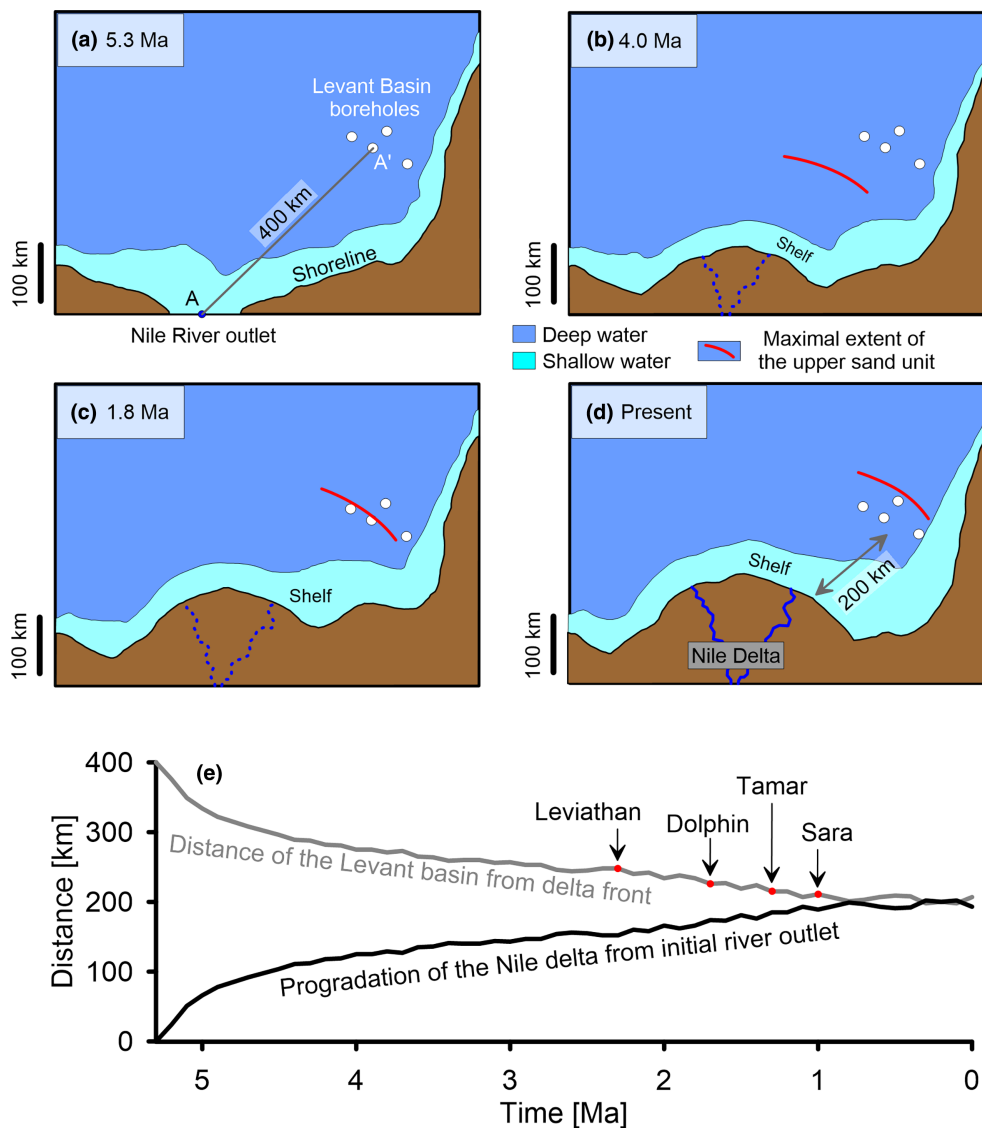 (a) 5.3 Ma
Levant Basin
boreholes
A'
400 km
Shoreline
A
100 km
Nile River outlet
(b) 4.0 Ma
Shelf
100 km
Deep water
Shallow water
Maximal extent of
the upper sand unit
(c) 1.8 Ma
Shelf
100 km
(d) Present
Shelf
200 km
Nile Delta
100 km
(e)
Distance [km]
400
300
200
100
0
Leviathan
Dolphin
Tamar
Sara
Distance of the Levant basin from delta front
Progradation of the Nile delta from initial river outlet
5 4 3 2 1 0
Time [Ma]